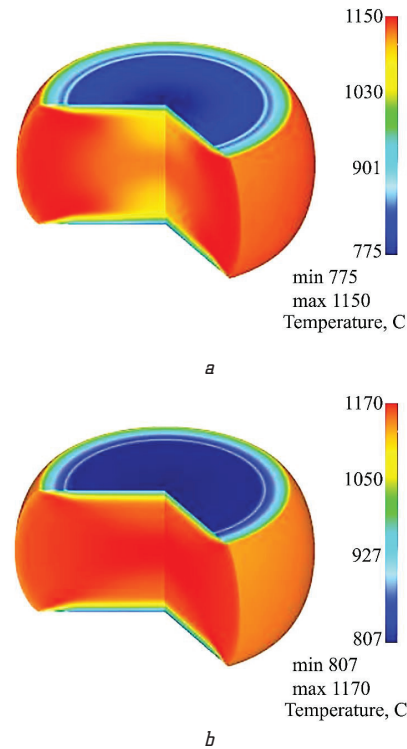 1150
1030
901
775
min 775
max 1150
Temperature, C
a
1170
1050
927
807
min 807
max 1170
Temperature, C
b